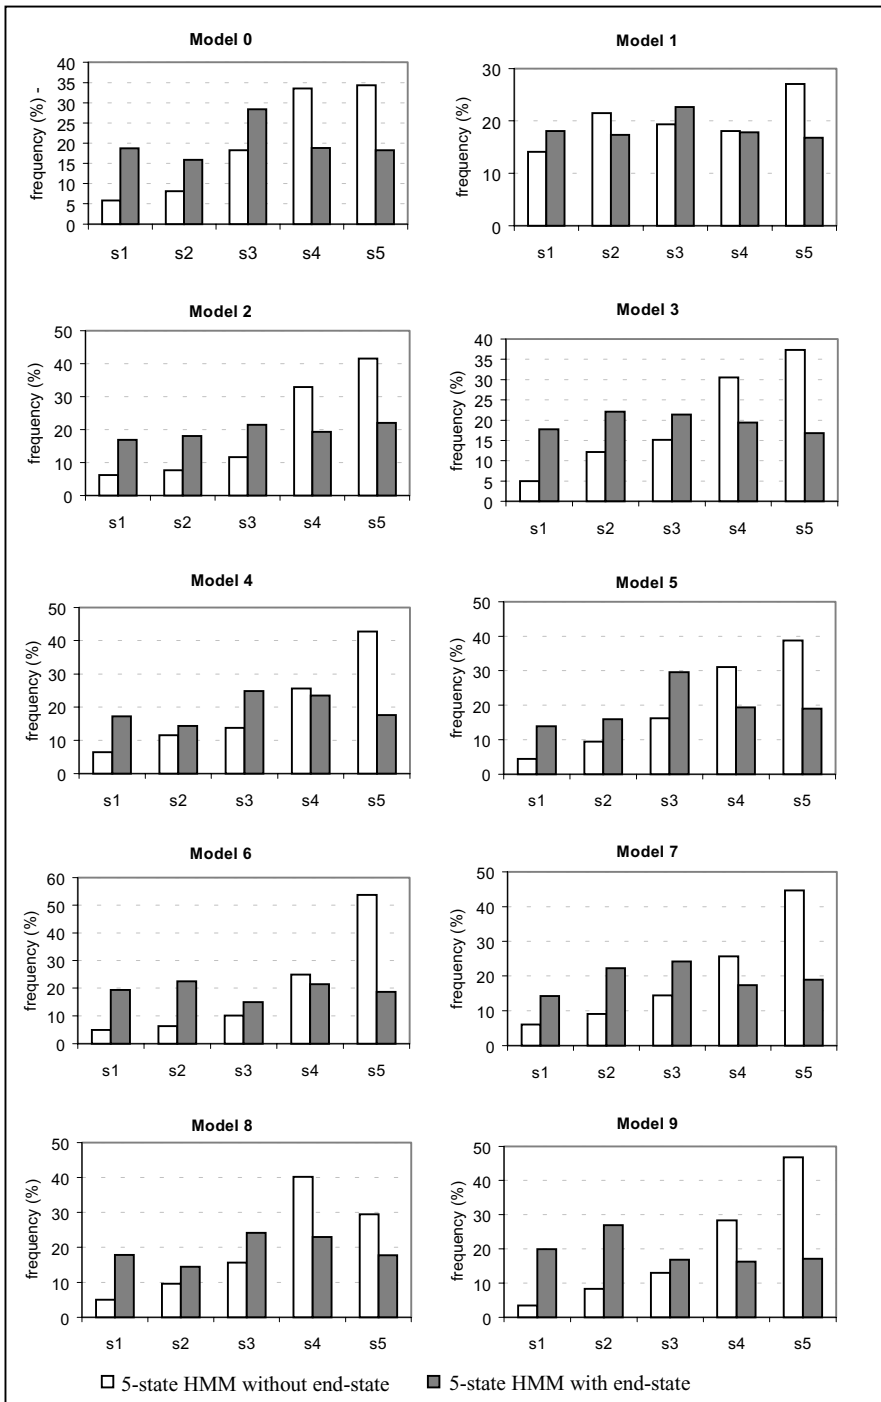 Model 0
frequency (%) -
40
35
30
25
20
15
10
5
0
s1 s2 s3 s4 s5
Model 1
frequency (%)
30
20
10
0
s1 s2 s3 s4 s5
Model 2
frequency (%)
50
40
30
20
10
0
s1 s2 s3 s4 s5
Model 3
frequency (%)
40
35
30
25
20
15
10
5
0
s1 s2 s3 s4 s5
Model 4
frequency (%)
50
40
30
20
10
0
s1 s2 s3 s4 s5
Model 5
frequency (%)
50
40
30
20
10
0
s1 s2 s3 s4 s5
Model 6
frequency (%)
60
50
40
30
20
10
0
s1 s2 s3 s4 s5
Model 7
frequency (%)
50
40
30
20
10
0
s1 s2 s3 s4 s5
Model 8
frequency (%)
50
40
30
20
10
0
s1 s2 s3 s4 s5
Model 9
frequency (%)
50
40
30
20
10
0
s1 s2 s3 s4 s5
5-state HMM without end-state 5-state HMM with end-state